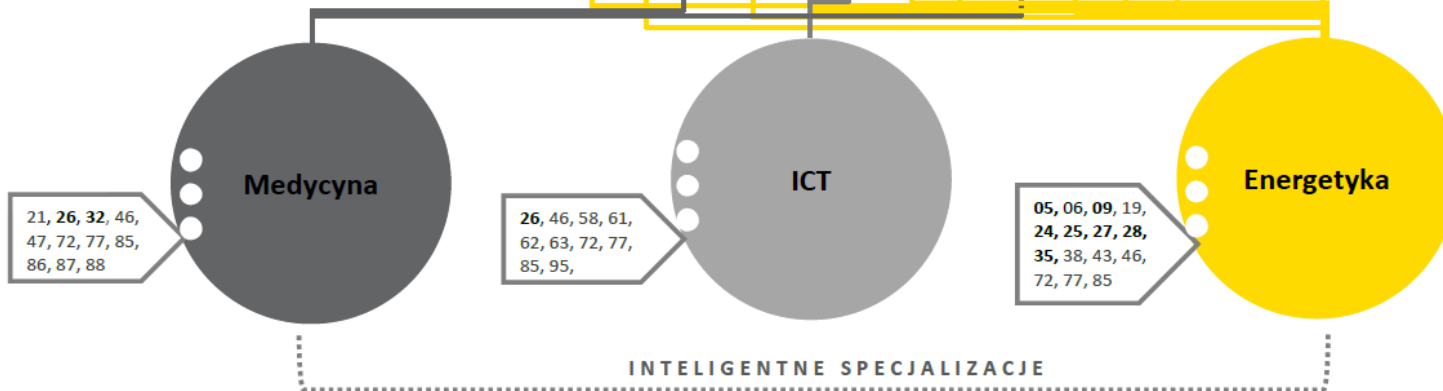 Medycyna
21, 26, 32, 46,
47, 72, 77, 85,
86, 87, 88
ICT
26, 46, 58, 61,
62, 63, 72, 77,
85, 95,
Energetyka
05, 06, 09, 19,
24, 25, 27, 28,
35, 38, 43, 46,
72, 77, 85
INTELIGENTNE SPECJALIZACJE